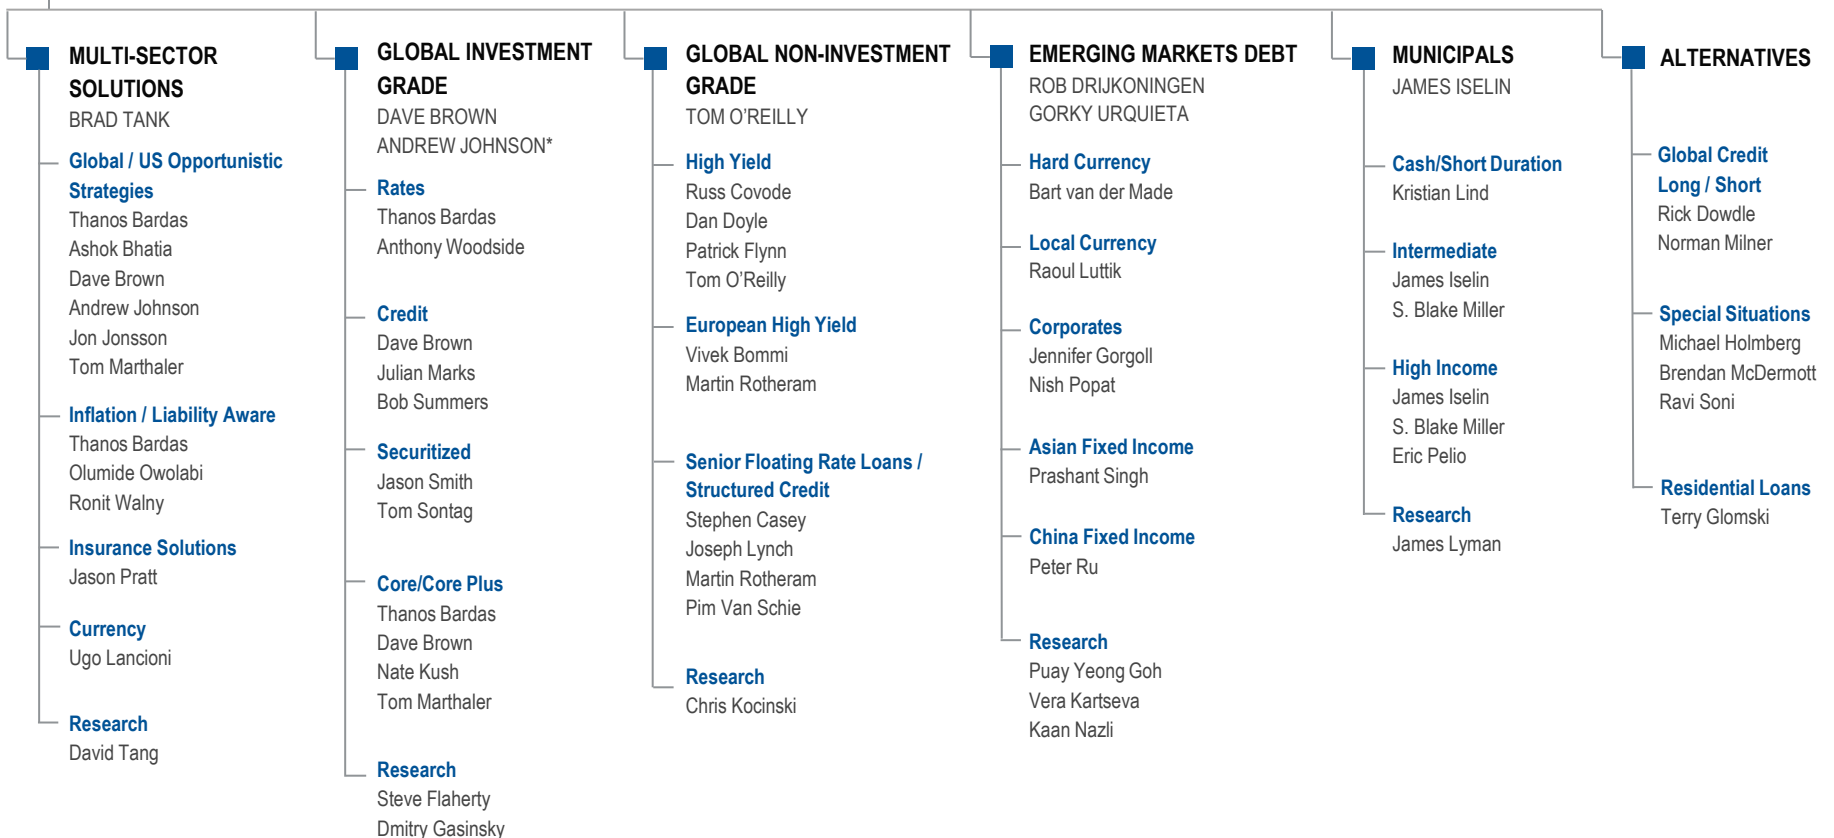 MULTI-SECTOR
SOLUTIONS
BRAD TANK
Global / US Opportunistic
Strategies
Thanos Bardas
Ashok Bhatia
Dave Brown
Andrew Johnson
Jon Jonsson
Tom Marthaler
Inflation / Liability Aware
Thanos Bardas
Olumide Owolabi
Ronit Walny
Insurance Solutions
Jason Pratt
Currency
Ugo Lancioni
Research
David Tang
GLOBAL INVESTMENT
GRADE
DAVE BROWN
ANDREW JOHNSON*
Rates
Thanos Bardas
Anthony Woodside
Credit
Dave Brown
Julian Marks
Bob Summers
Securitized
Jason Smith
Tom Sontag
Core/Core Plus
Thanos Bardas
Dave Brown
Nate Kush
Tom Marthaler
Research
Steve Flaherty
Dmitry Gasinsky
GLOBAL NON-INVESTMENT
GRADE
TOM O'REILLY
High Yield
Russ Covode
Dan Doyle
Patrick Flynn
Tom O'Reilly
European High Yield
Vivek Bommi
Martin Rotheram
Senior Floating Rate Loans /
Structured Credit
Stephen Casey
Joseph Lynch
Martin Rotheram
Pim Van Schie
Research
Chris Kocinski
EMERGING MARKETS DEBT
ROB DRIJKONINGEN
GORKY URQUIETA
Hard Currency
Bart van der Made
Local Currency
Raoul Luttik
Corporates
Jennifer Gorgoll
Nish Popat
Asian Fixed Income
Prashant Singh
China Fixed Income
Peter Ru
Research
Puay Yeong Goh
Vera Kartseva
Kaan Nazli
MUNICIPALS
JAMES ISELIN
Cash/Short Duration
Kristian Lind
Intermediate
James Iselin
S. Blake Miller
High Income
James Iselin
S. Blake Miller
Eric Pelio
Research
James Lyman
ALTERNATIVES
Global Credit
Long / Short
Rick Dowdle
Norman Milner
Special Situations
Michael Holmberg
Brendan McDermott
Ravi Soni
Residential Loans
Terry Glomski